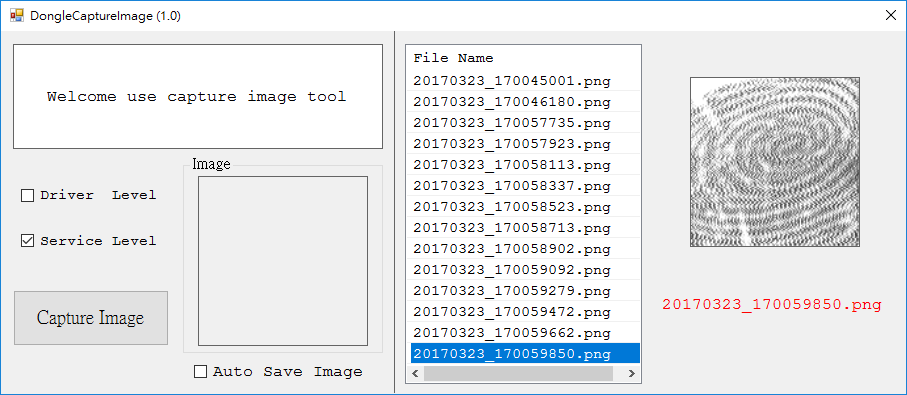 DongleCaptureImage (1.0)
Welcome use capture image tool
Driver Level
Service Level
Capture Image
Image
Auto Save Image
File Name
20170323_170045001.png
20170323_170046180.png
20170323_170057735.png
20170323_170057923.png
20170323_170058113.png
20170323_170058337.png
20170323_170058523.png
20170323_170058713.png
20170323_170058902.png
20170323_170059092.png
20170323_170059279.png
20170323_170059472.png
20170323_170059662.png
20170323_170059850.png
20170323_170059850.png